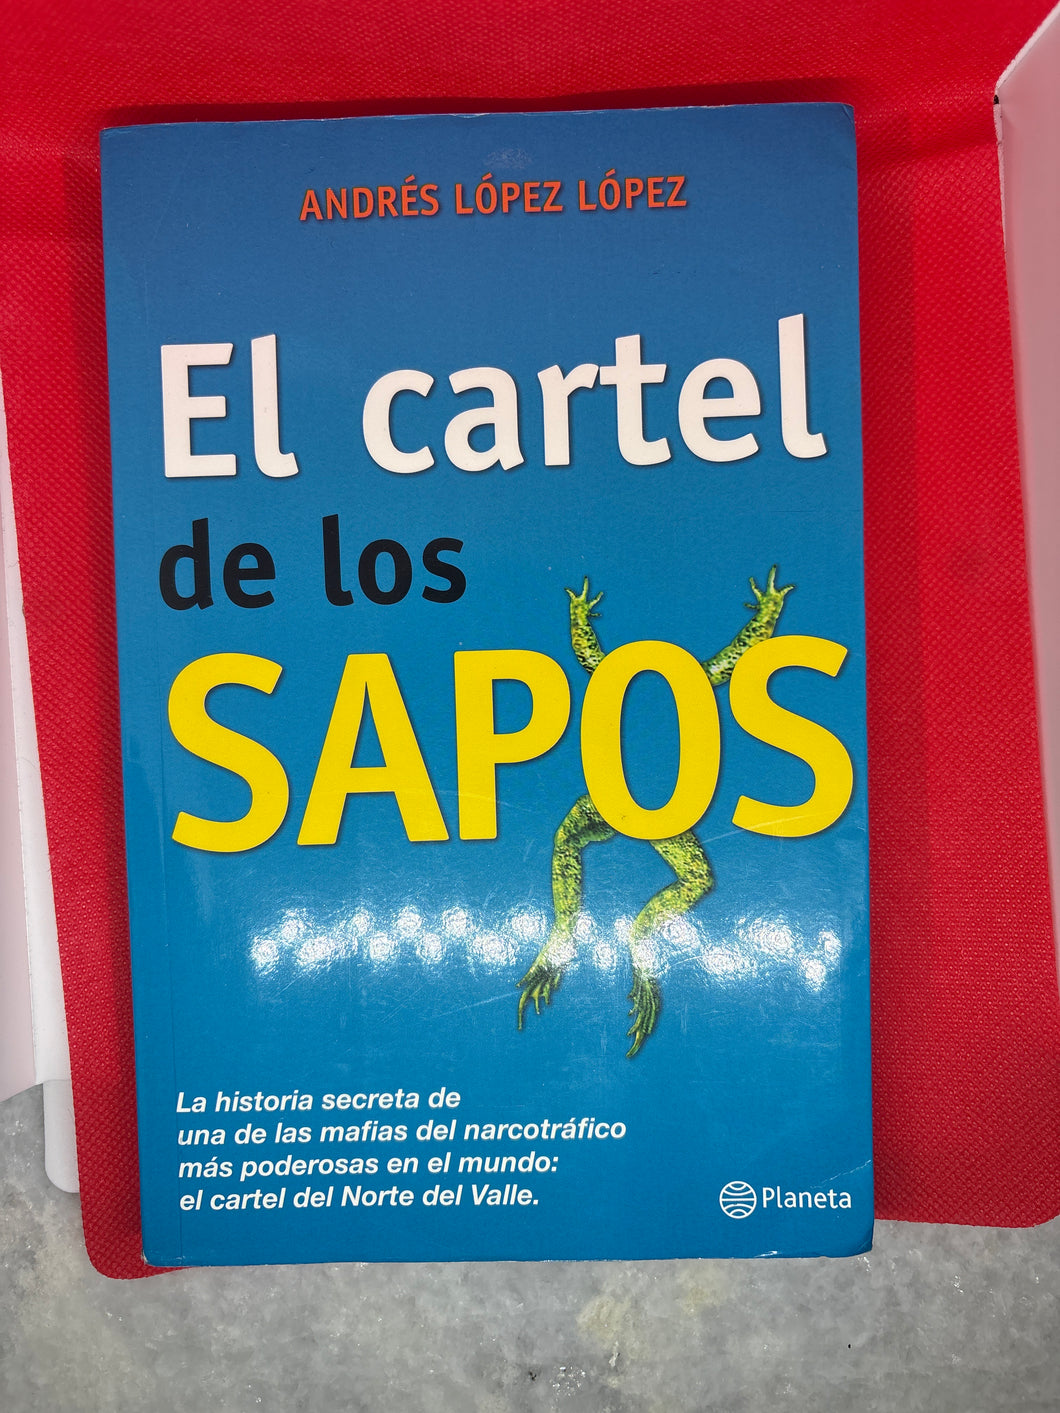 ANDRÉS LÓPEZ LÓPEZ
El cartel
de los
SAPOS
La historia secreta de
una de las mafias del narcotráfico
más poderosas en el mundo:
el cartel del Norte del Valle.
Planeta